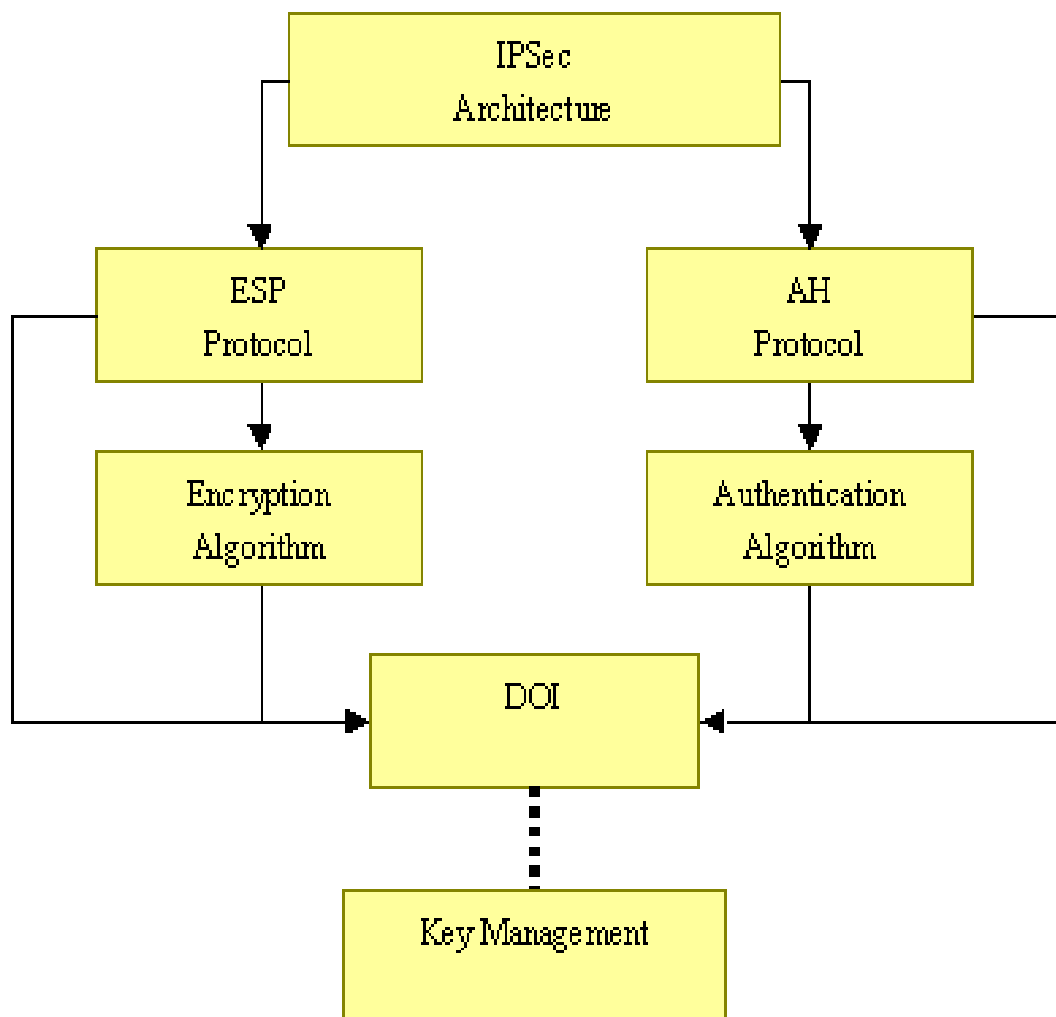 IPSec
Architecture
ESP
Protocol
AH
Protocol
Encryption
Algorithm
Authentication
Algorithm
DOI
Key Management